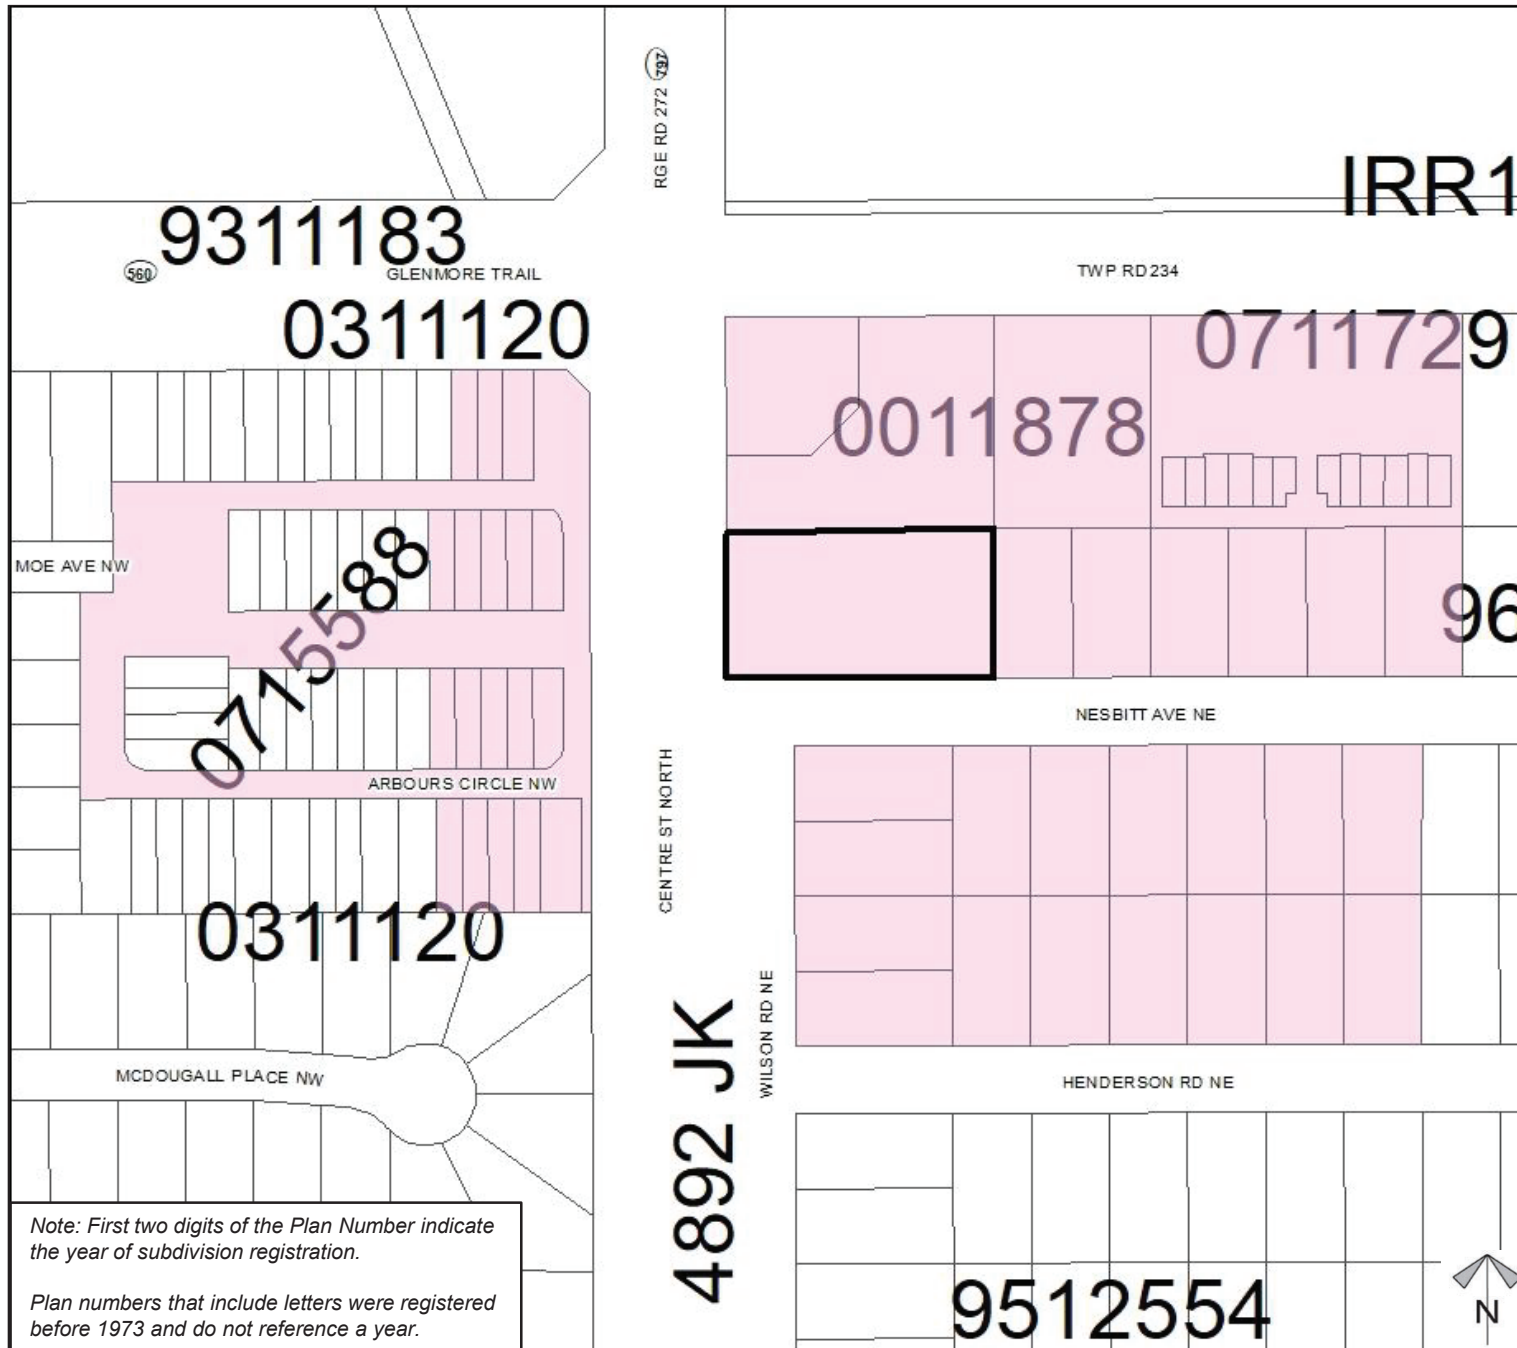 797
RGE RD 272
IRR1
9311183
560
GLENMORE TRAIL
TWP RD 234
0311120
0711729
0011878
MOE AVE NW
0715588
96
NESBITT AVE NE
ARBOURS CIRCLE NW
CENTRE ST NORTH
0311120
WILSON RD NE
4892 JK
MCDOUGALL PLACE NW
HENDERSON RD NE
9512554
N
Note: First two digits of the Plan Number indicate
the year of subdivision registration.
Plan numbers that include letters were registered
before 1973 and do not reference a year.